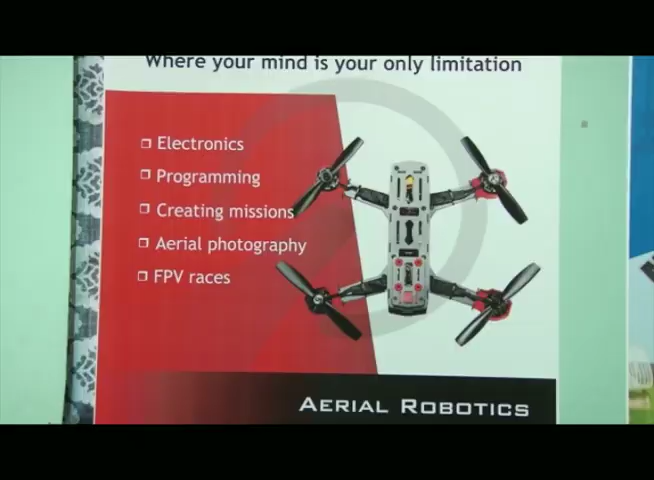 Where your mind is your only limitation
Electronics
Programming
Creating missions
Aerial photography
FPV races
AERIAL ROBOTICS